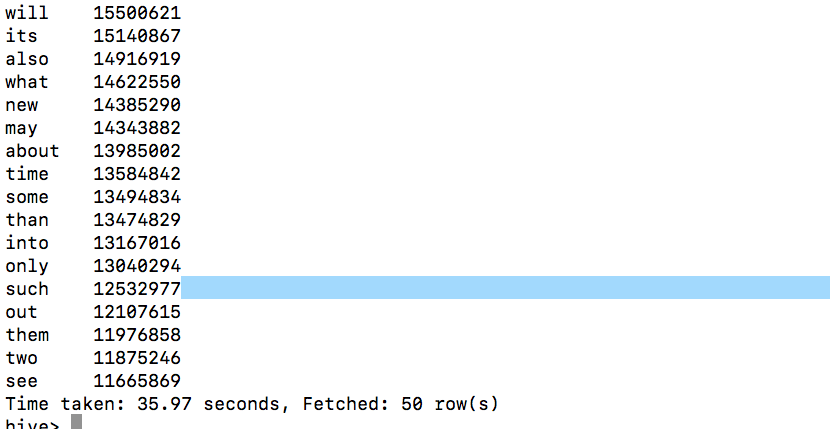 will    15500621
its     15140867
also    14916919
what    14622550
new     14385290
may     14343882
about   13985002
time    13584842
some    13494834
than    13474829
into    13167016
only    13040294
such    12532977
out     12107615
them    11976858
two     11875246
see     11665869
Time taken: 35.97 seconds, Fetched: 50 row(s)
hive>